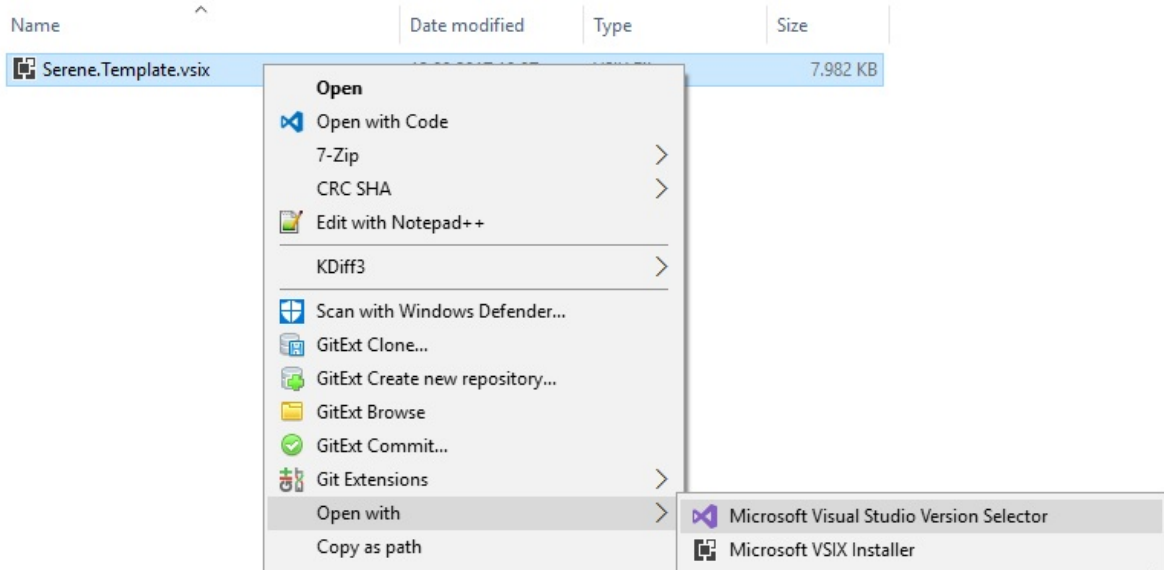 Name Date modified Type Size
Serene.Template.vsix 7.982 KB
Open
Open with Code
7-Zip
CRC SHA
Edit with Notepad++
KDiff3
Scan with Windows Defender...
GitExt Clone...
GitExt Create new repository...
GitExt Browse
GitExt Commit...
Git Extensions
Open with
Microsoft Visual Studio Version Selector
Copy as path
Microsoft VSIX Installer